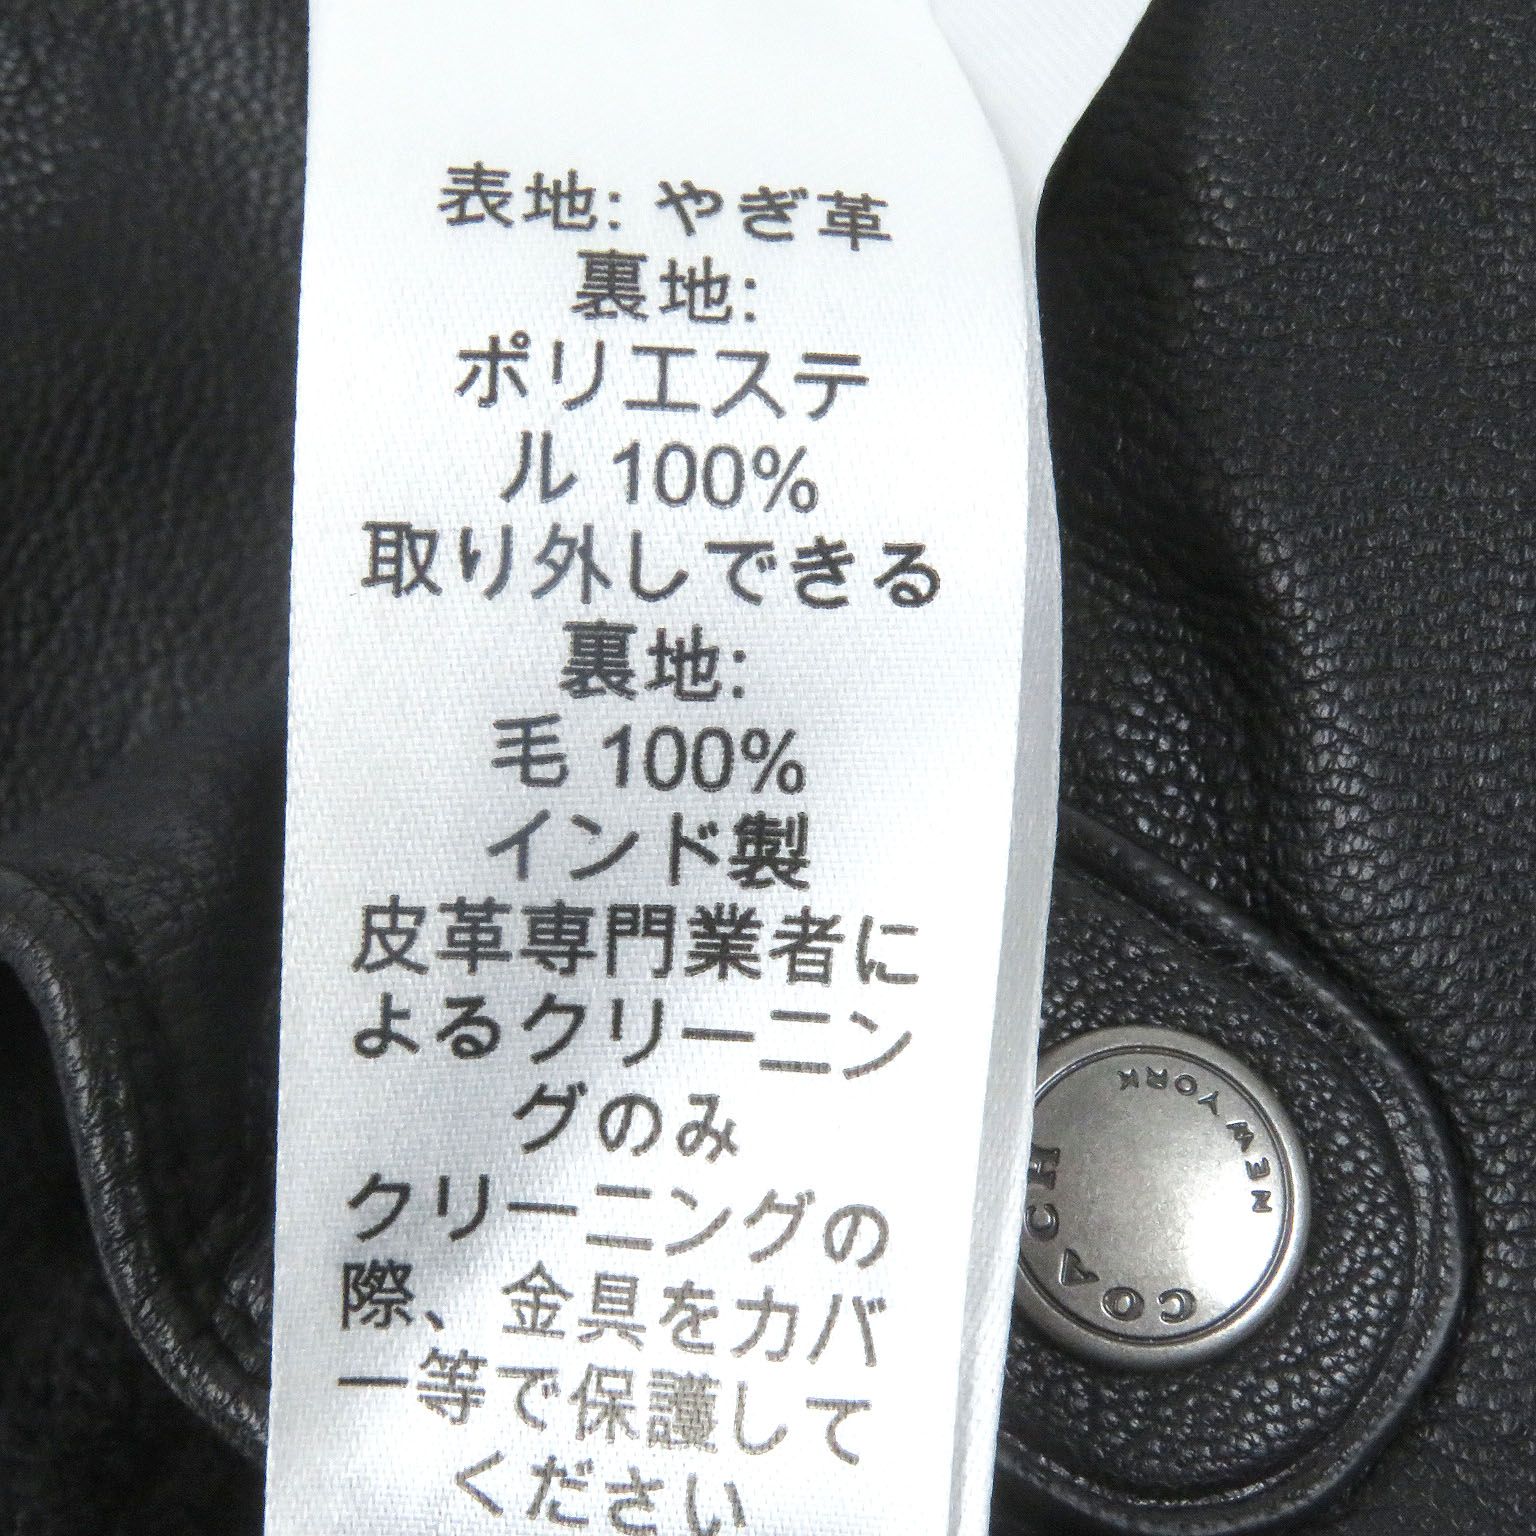 表地: やぎ革
裏地:
ポリエステ
ル 100%
取り外しできる
裏地:
毛 100%
インド製
皮革専門業者に
よるクリーニン
グのみ
クリーニングの
際、金具をカバ
ー等で保護して
ください
COACH
NEW YORK